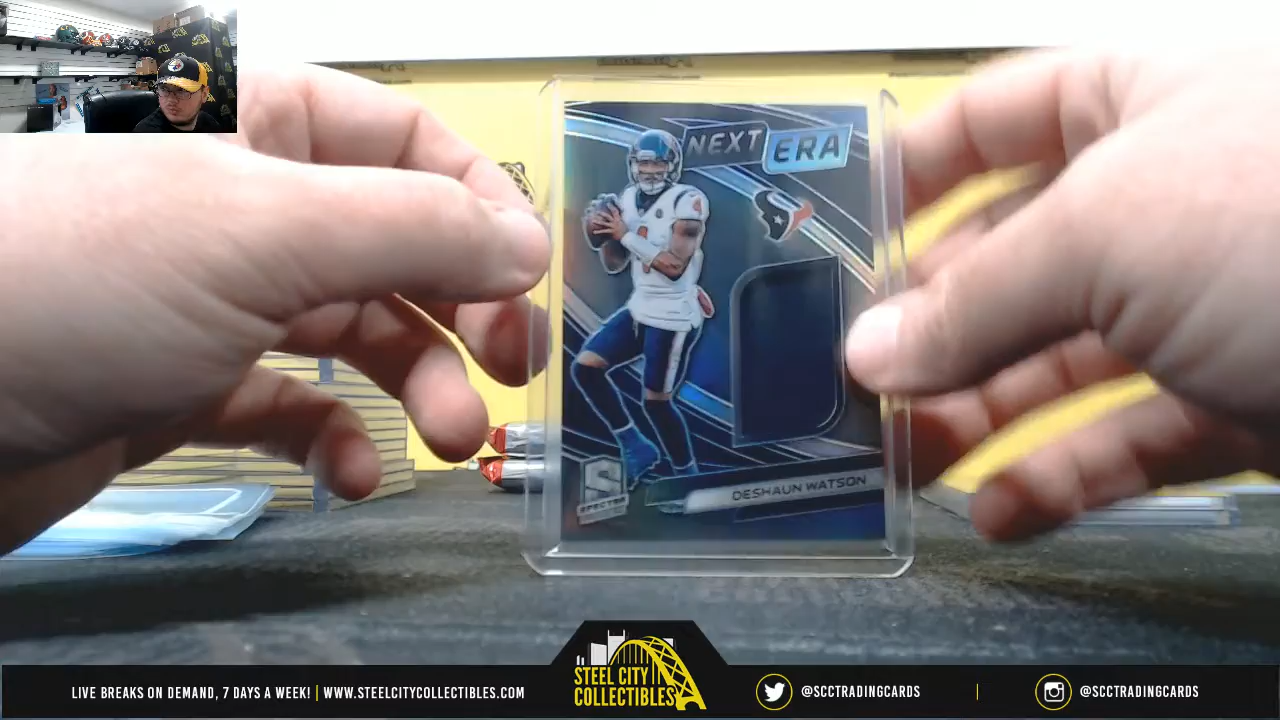 NEXT ERA
4
DESHAUN WATSON
S
SPECTRA
STEEL CITY
COLLECTIBLES
LIVE BREAKS ON DEMAND, 7 DAYS A WEEK! | WWW.STEELCITYCOLLECTIBLES.COM
@SCCTRADINGCARDS
@SCCTRADINGCARDS